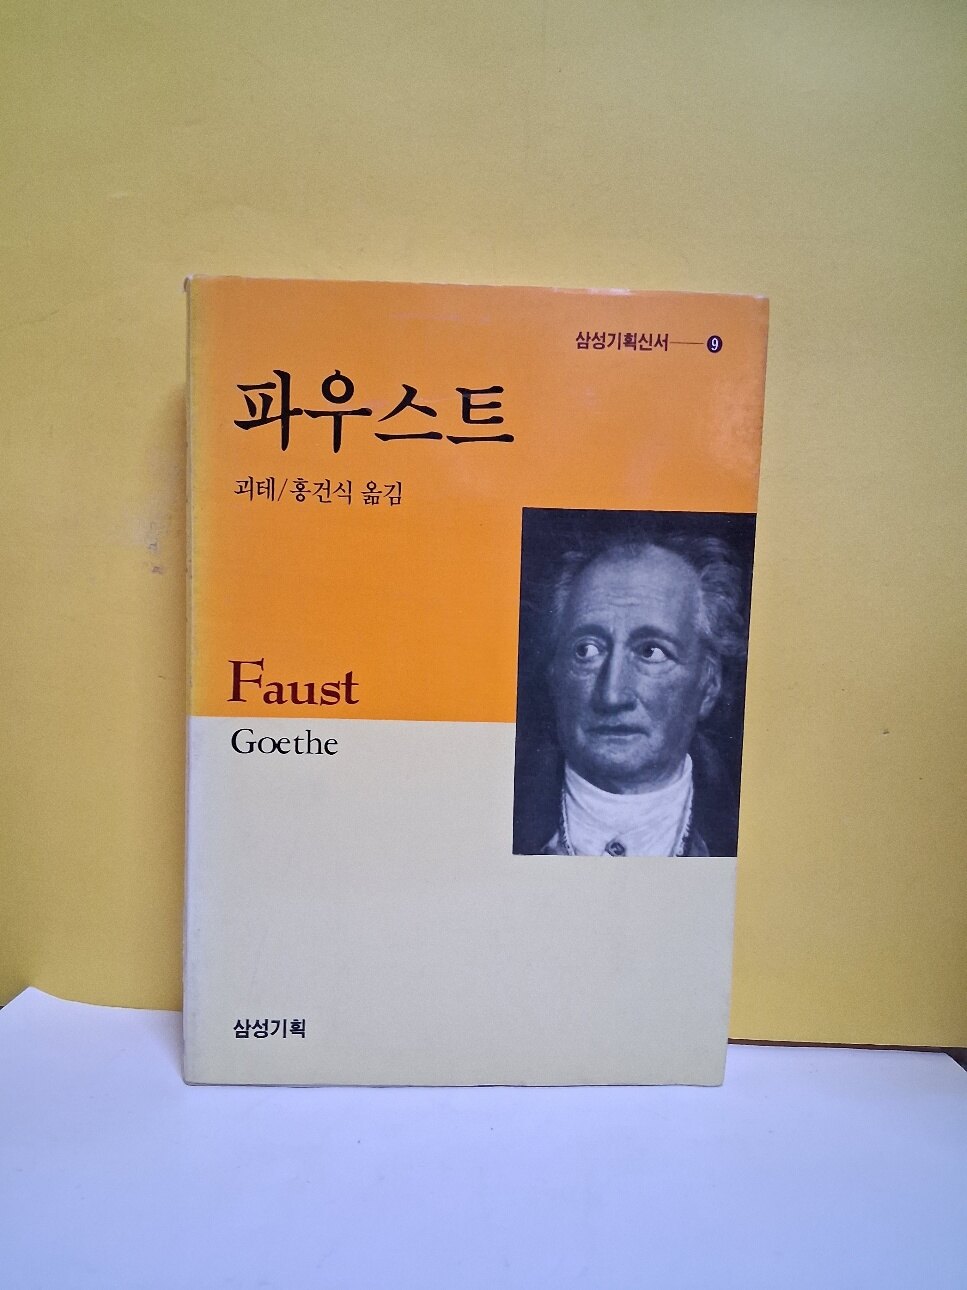 삼성기획신서 9
파우스트
괴테/홍건식 옮김
Faust
Goethe
삼성기획